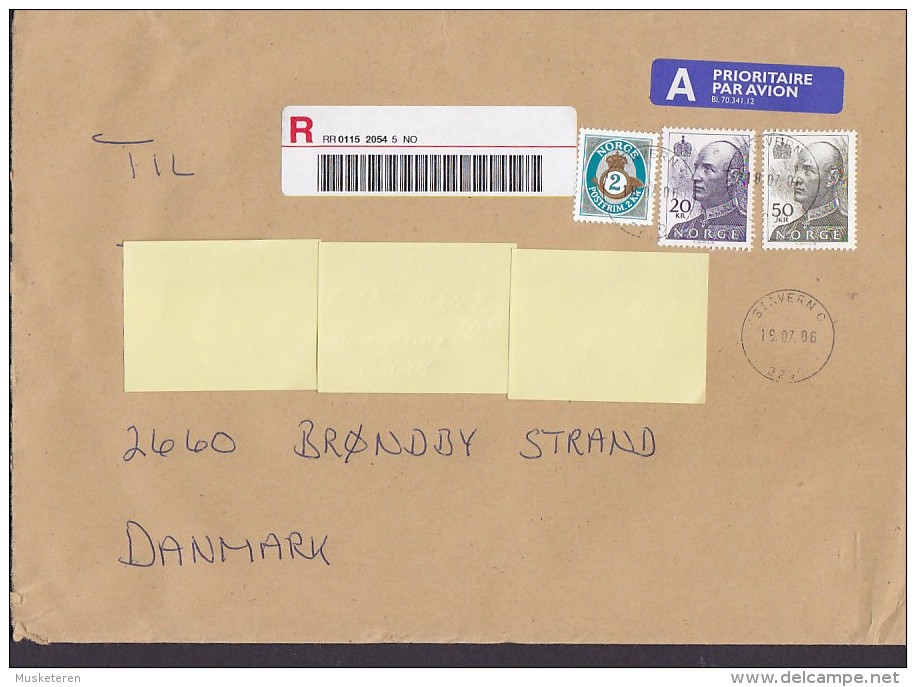 A PRIORITAIRE
PAR AVION
Bl. 70.341.12
R RR 0115 2054 5 NO
NORGE
2
POSTFRIM. 2 Kr
20
KR
NORGE
50
KR
NORGE
TIL
STAVERN C
19.07.06
2660 BRØNDBY STRAND
DANMARK
Musketeren
delcampe.net